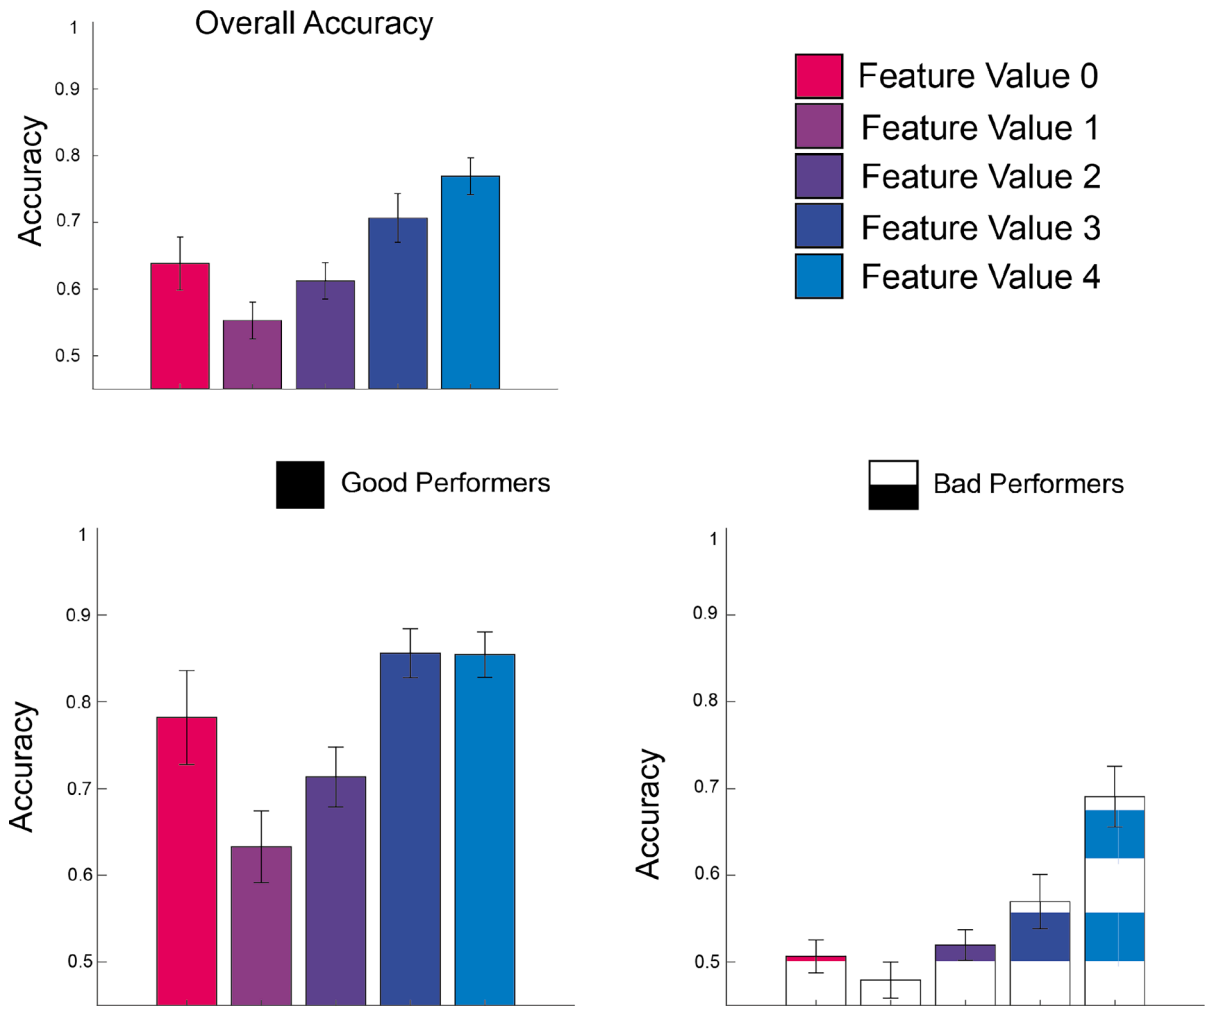 Overall Accuracy
1
0.9
0.8
0.7
0.6
0.5
Accuracy
Feature Value 0
Feature Value 1
Feature Value 2
Feature Value 3
Feature Value 4
Good Performers
1
0.9
0.8
0.7
0.6
0.5
Accuracy
Bad Performers
1
0.9
0.8
0.7
0.6
0.5
Accuracy